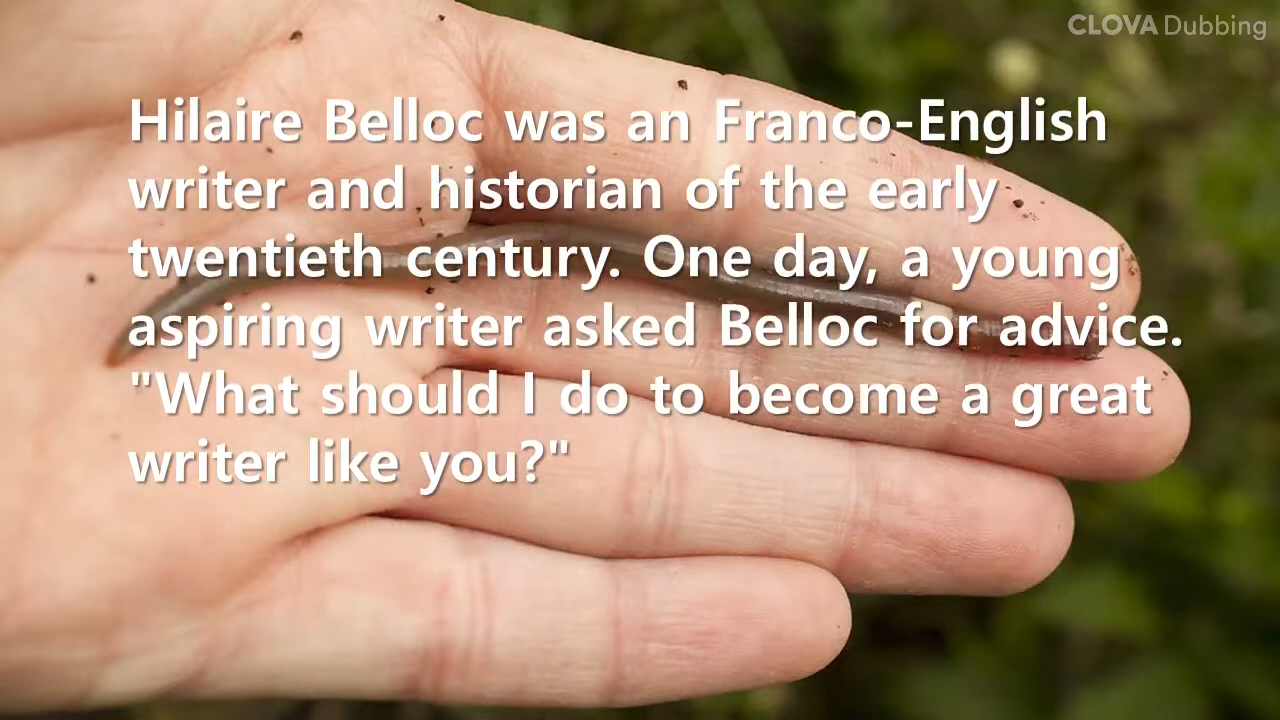 CLOVA Dubbing
Hilaire Belloc was an Franco-English
writer and historian of the early
twentieth century. One day, a young
aspiring writer asked Belloc for advice.
"What should I do to become a great
writer like you?"